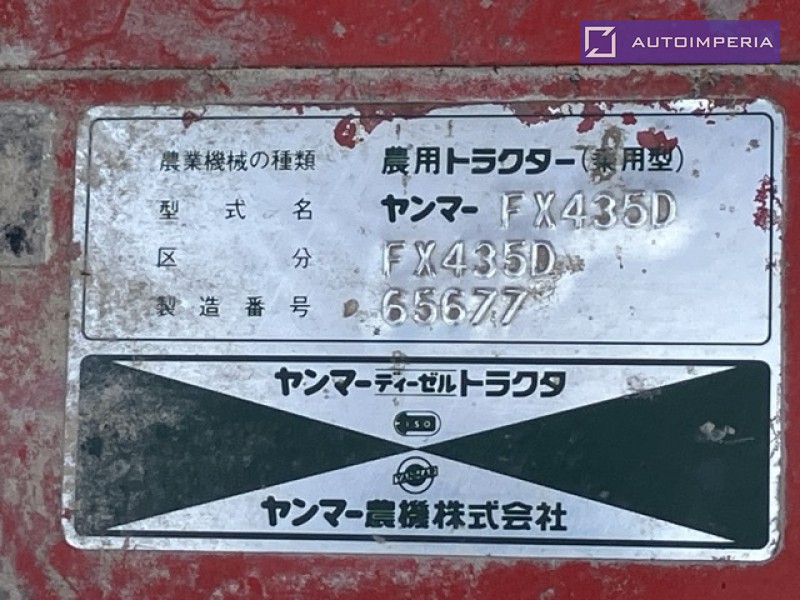 AUTOIMPERIA
農業機械の種類 農用トラクター(乗用型)
型式名 ヤンマー FX435D
区分 FX435D
製造番号 65677
ヤンマーディーゼルトラクタ
ISO
YANMAR
ヤンマー農機株式会社